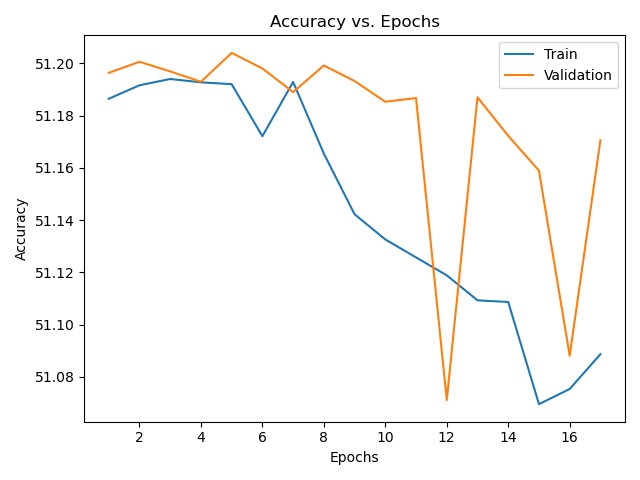 Accuracy vs. Epochs
Train
Validation
51.20
51.18
51.16
51.14
51.12
51.10
51.08
Accuracy
2 4 6 8 10 12 14 16
Epochs